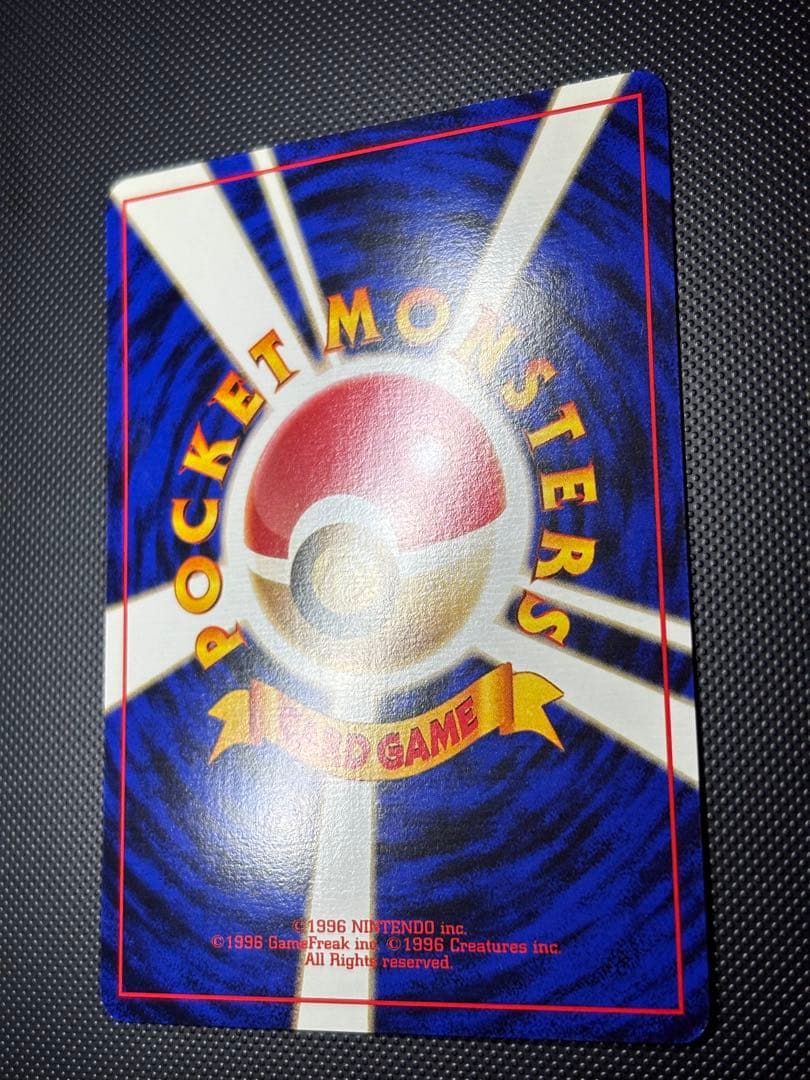 POCKET MONSTERS
CARD GAME
©1996 NINTENDO inc.
©1996 GameFreak inc. ©1996 Creatures inc.
All Rights reserved.